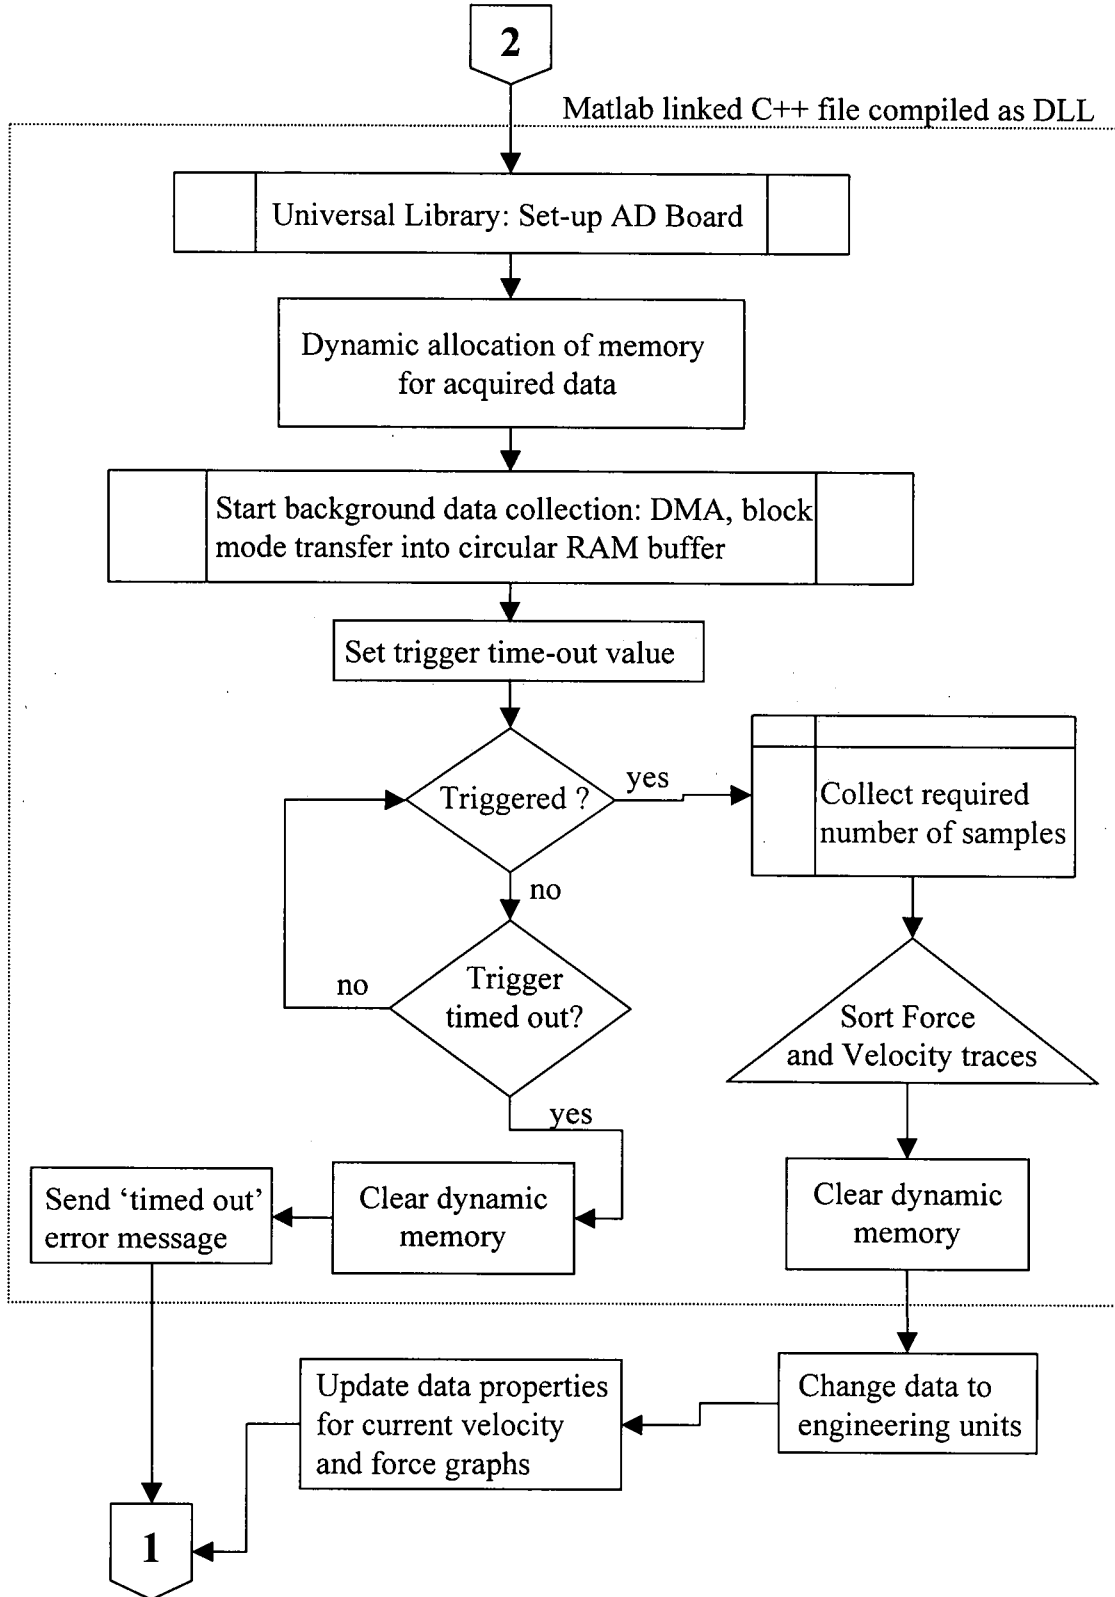 2
Matlab linked C++ file compiled as DLL
Universal Library: Set-up AD Board
Dynamic allocation of memory
for acquired data
Start background data collection: DMA, block
mode transfer into circular RAM buffer
Set trigger time-out value
Triggered ?
yes
Collect required
number of samples
no
Trigger
timed out?
no
Sort Force
and Velocity traces
yes
Send ‘timed out’
error message
Clear dynamic
memory
Clear dynamic
memory
Update data properties
for current velocity
and force graphs
Change data to
engineering units
1